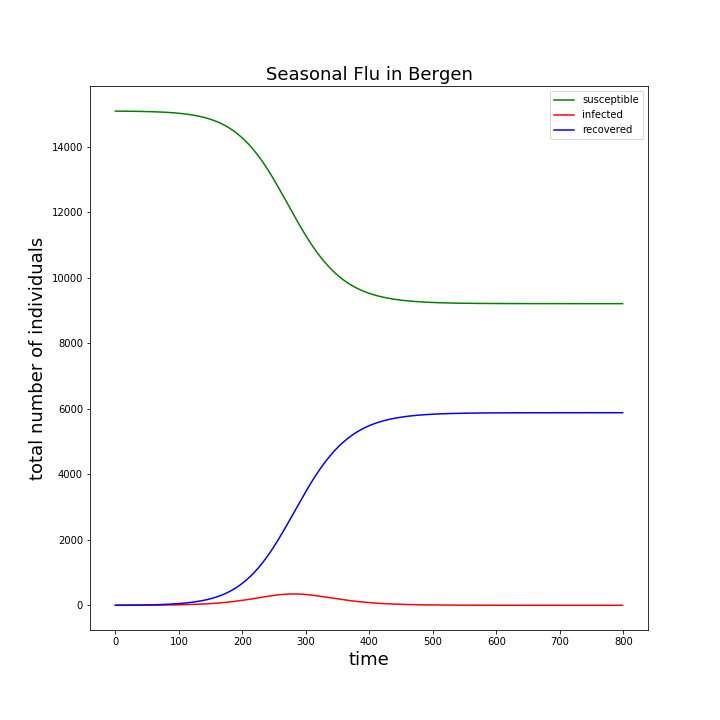 Seasonal Flu in Bergen
susceptible
infected
recovered
total number of individuals
14000
12000
10000
8000
6000
4000
2000
0
0 100 200 300 400 500 600 700 800
time